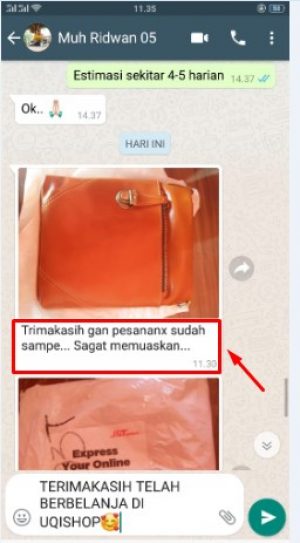 11.35
Muh Ridwan 05
Estimasi sekitar 4-5 harian 14.37
Ok.. 🙏🏻 14.37
HARI INI
Trimakasih gan pesananx sudah
sampe... Sagat memuaskan...
11.30
Express
Your Online
TERIMAKASIH TELAH
BERBELANJA DI
UQISHOP🥰